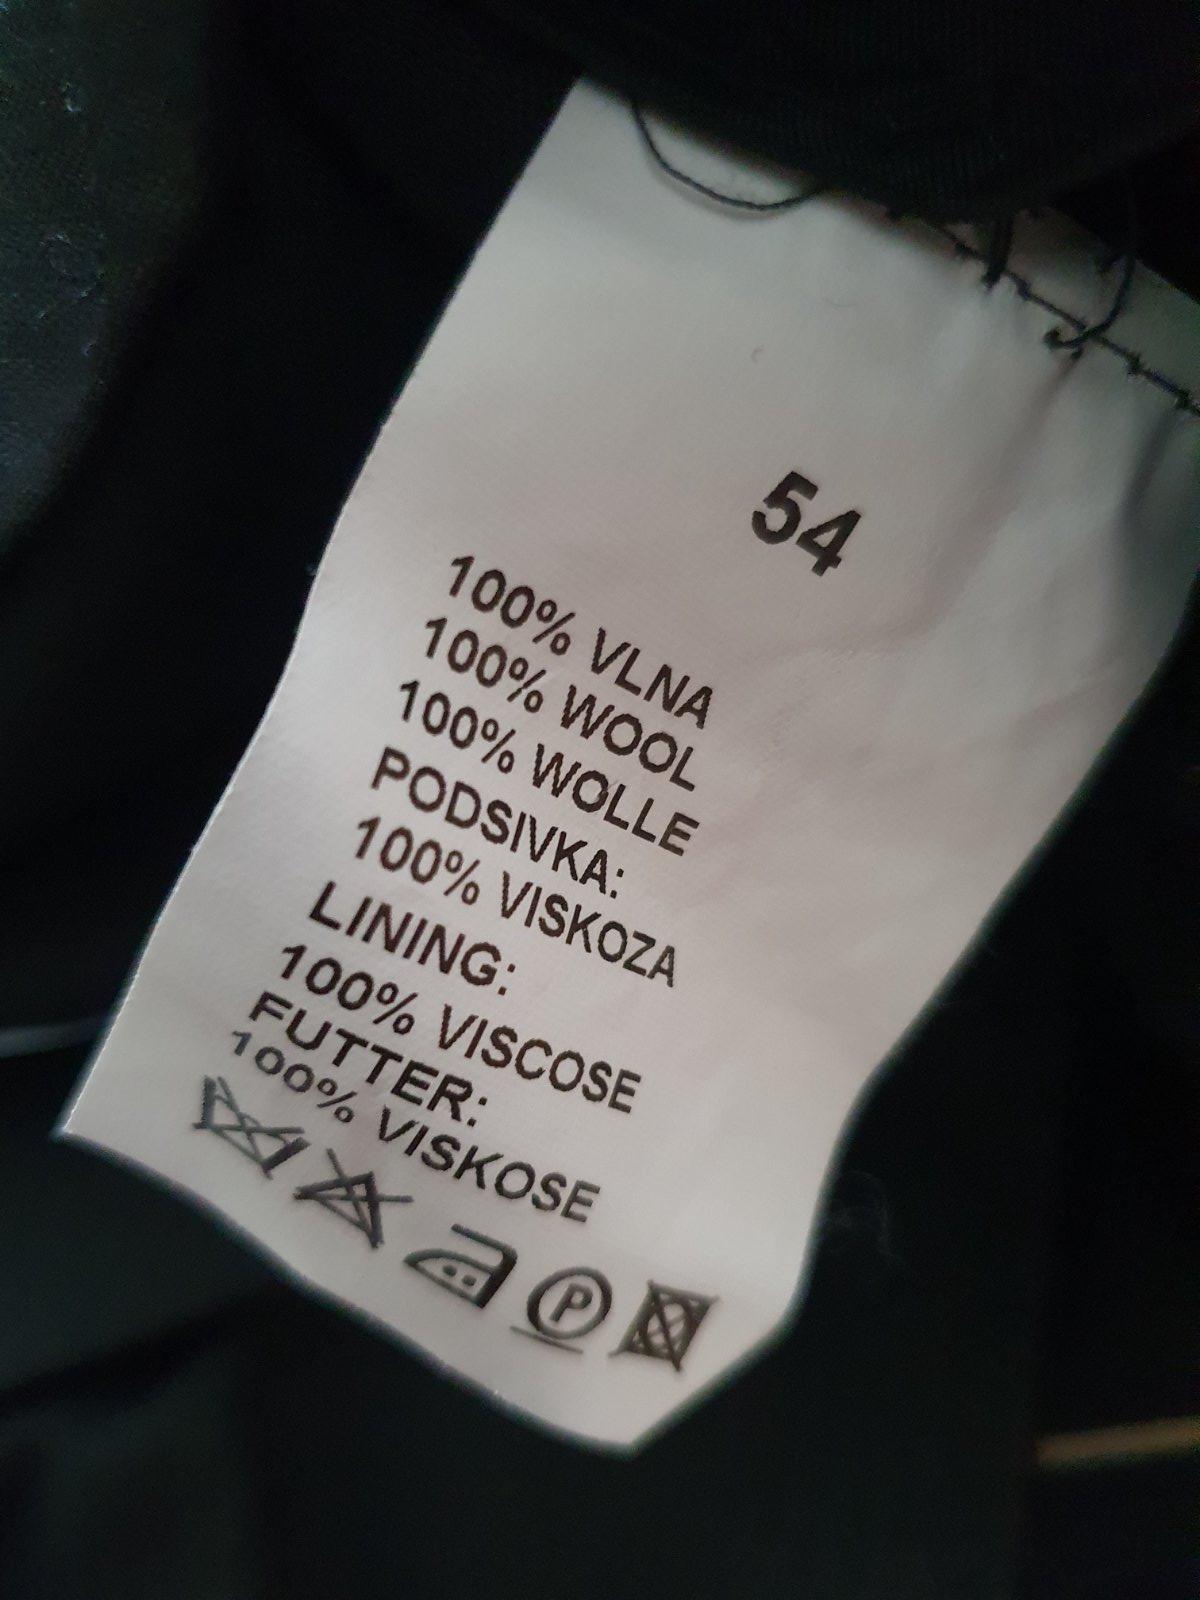 54
100% VLNA
100% WOOL
100% WOLLE
PODSIVKA:
100% VISKOZA
LINING:
100% VISCOSE
FUTTER:
100% VISKOSE
P